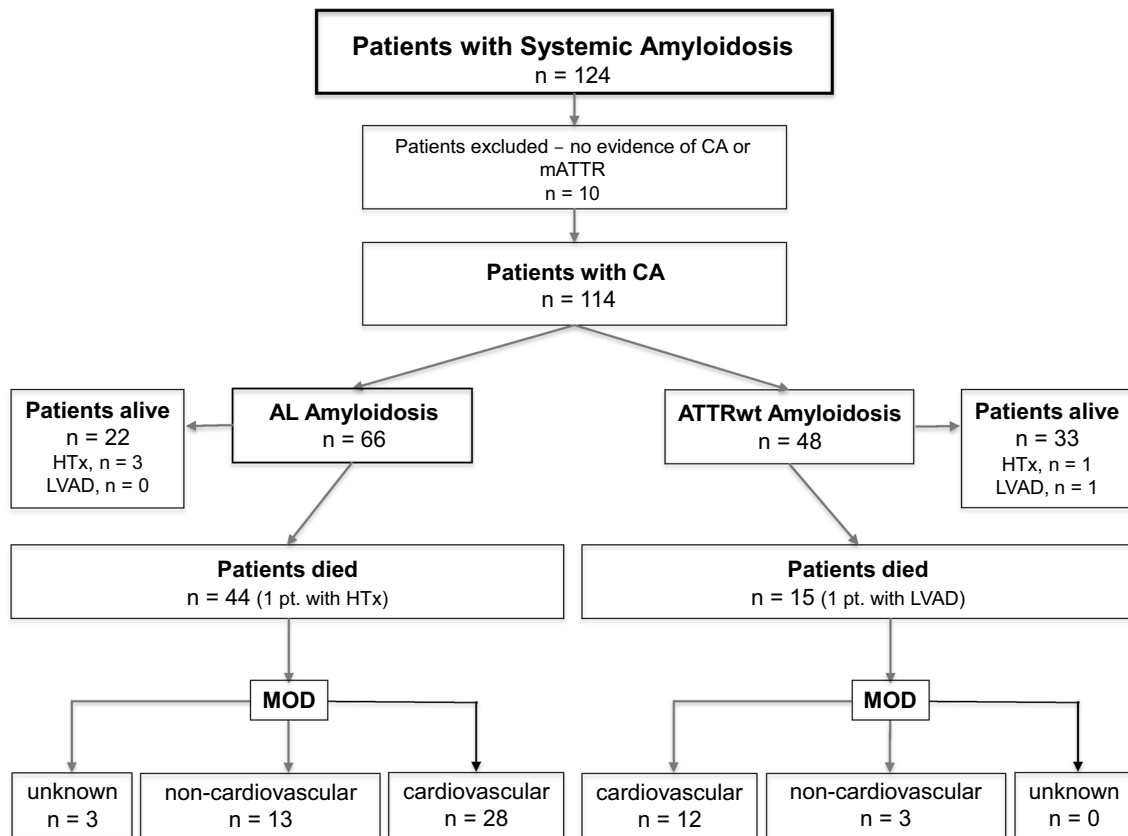 Patients with Systemic Amyloidosis
n = 124
Patients excluded – no evidence of CA or
mATTR
n = 10
Patients with CA
n = 114
Patients alive
n = 22
HTx, n = 3
LVAD, n = 0
AL Amyloidosis
n = 66
ATTRwt Amyloidosis
n = 48
Patients alive
n = 33
HTx, n = 1
LVAD, n = 1
Patients died
n = 44 (1 pt. with HTx)
Patients died
n = 15 (1 pt. with LVAD)
MOD
MOD
unknown
n = 3
non-cardiovascular
n = 13
cardiovascular
n = 28
cardiovascular
n = 12
non-cardiovascular
n = 3
unknown
n = 0